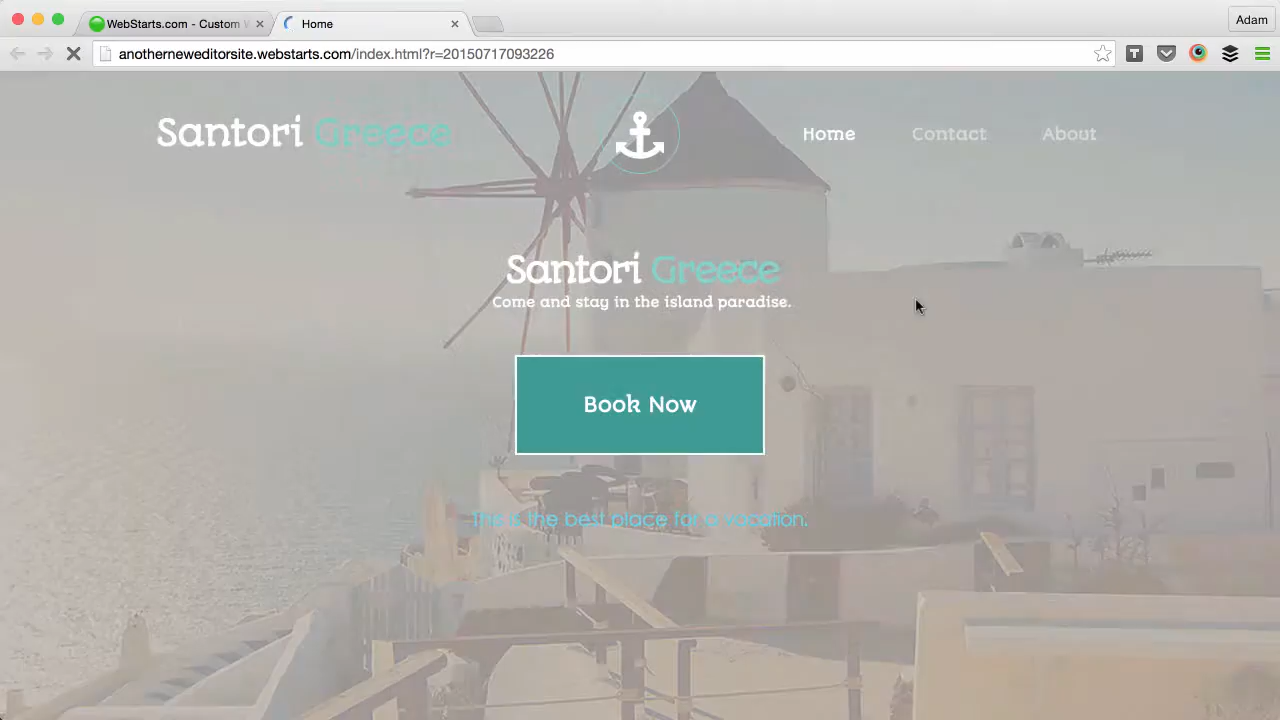 WebStarts.com - Custom W
Home
Adam
anotherneweditorsite.webstarts.com/index.html?r=20150717093226
Santori Greece
Home
Contact
About
Santori Greece
Come and stay in the island paradise.
Book Now
This is the best place for a vacation.